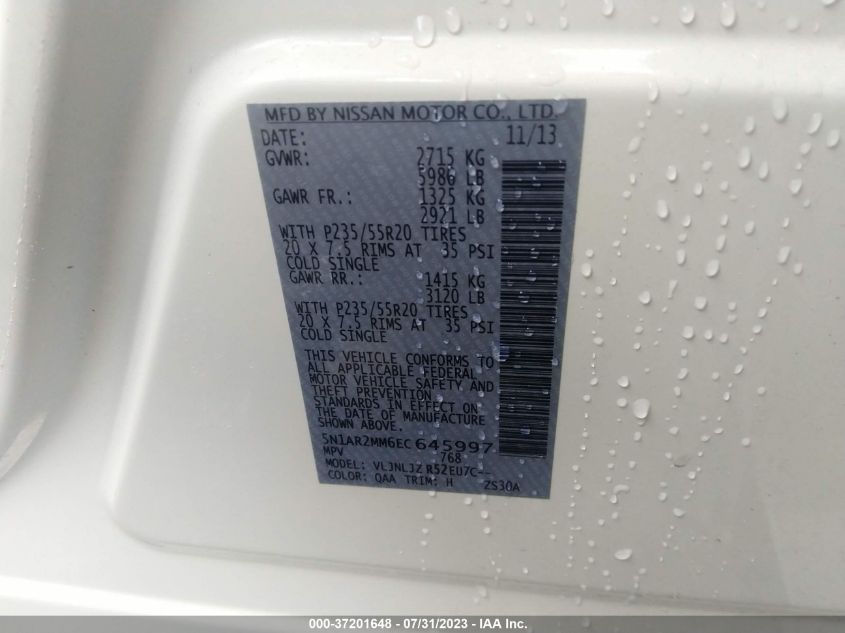 MFD BY NISSAN MOTOR CO., LTD.
DATE: 11/13
GVWR: 2715 KG
5986 LB
GAWR FR.: 1325 KG
2921 LB
WITH P235/55R20 TIRES
20 X 7.5 RIMS AT 35 PSI
COLD SINGLE
GAWR RR.: 1415 KG
3120 LB
WITH P235/55R20 TIRES
20 X 7.5 RIMS AT 35 PSI
COLD SINGLE
THIS VEHICLE CONFORMS TO
ALL APPLICABLE FEDERAL
MOTOR VEHICLE SAFETY AND
THEFT PREVENTION
STANDARDS IN EFFECT ON
THE DATE OF MANUFACTURE
SHOWN ABOVE.
5N1AR2MM6EC645997
MPV 768
MODEL: VLJNLJZ R52EU7C--
COLOR: QAA TRIM: H ZS30A
000-37201648 - 07/31/2023 - IAA Inc.